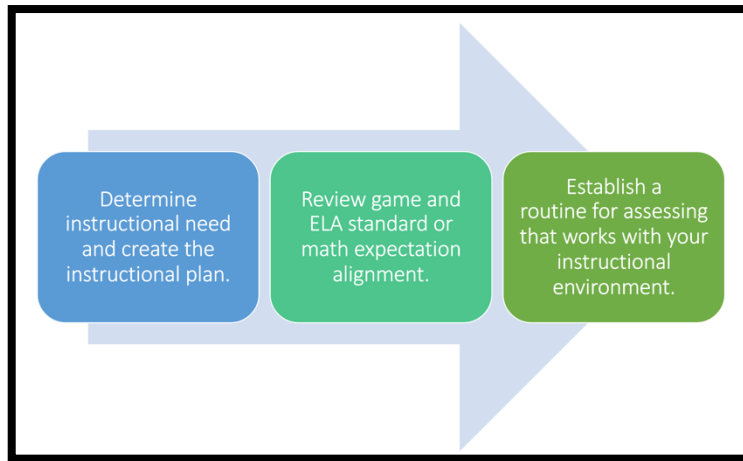 Determine
instructional need
and create the
instructional plan.
Review game and
ELA standard or
math expectation
alignment.
Establish a
routine for assessing
that works with your
instructional
environment.